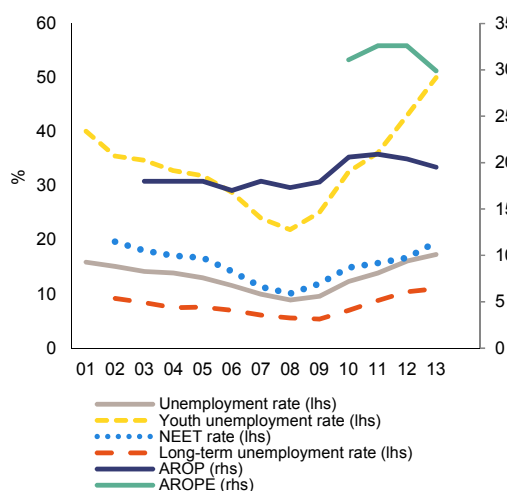 60
50
40
30
20
10
0
%
35
30
25
20
15
10
5
0
01 02 03 04 05 06 07 08 09 10 11 12 13
Unemployment rate (lhs)
Youth unemployment rate (lhs)
NEET rate (lhs)
Long-term unemployment rate (lhs)
AROP (rhs)
AROPE (rhs)